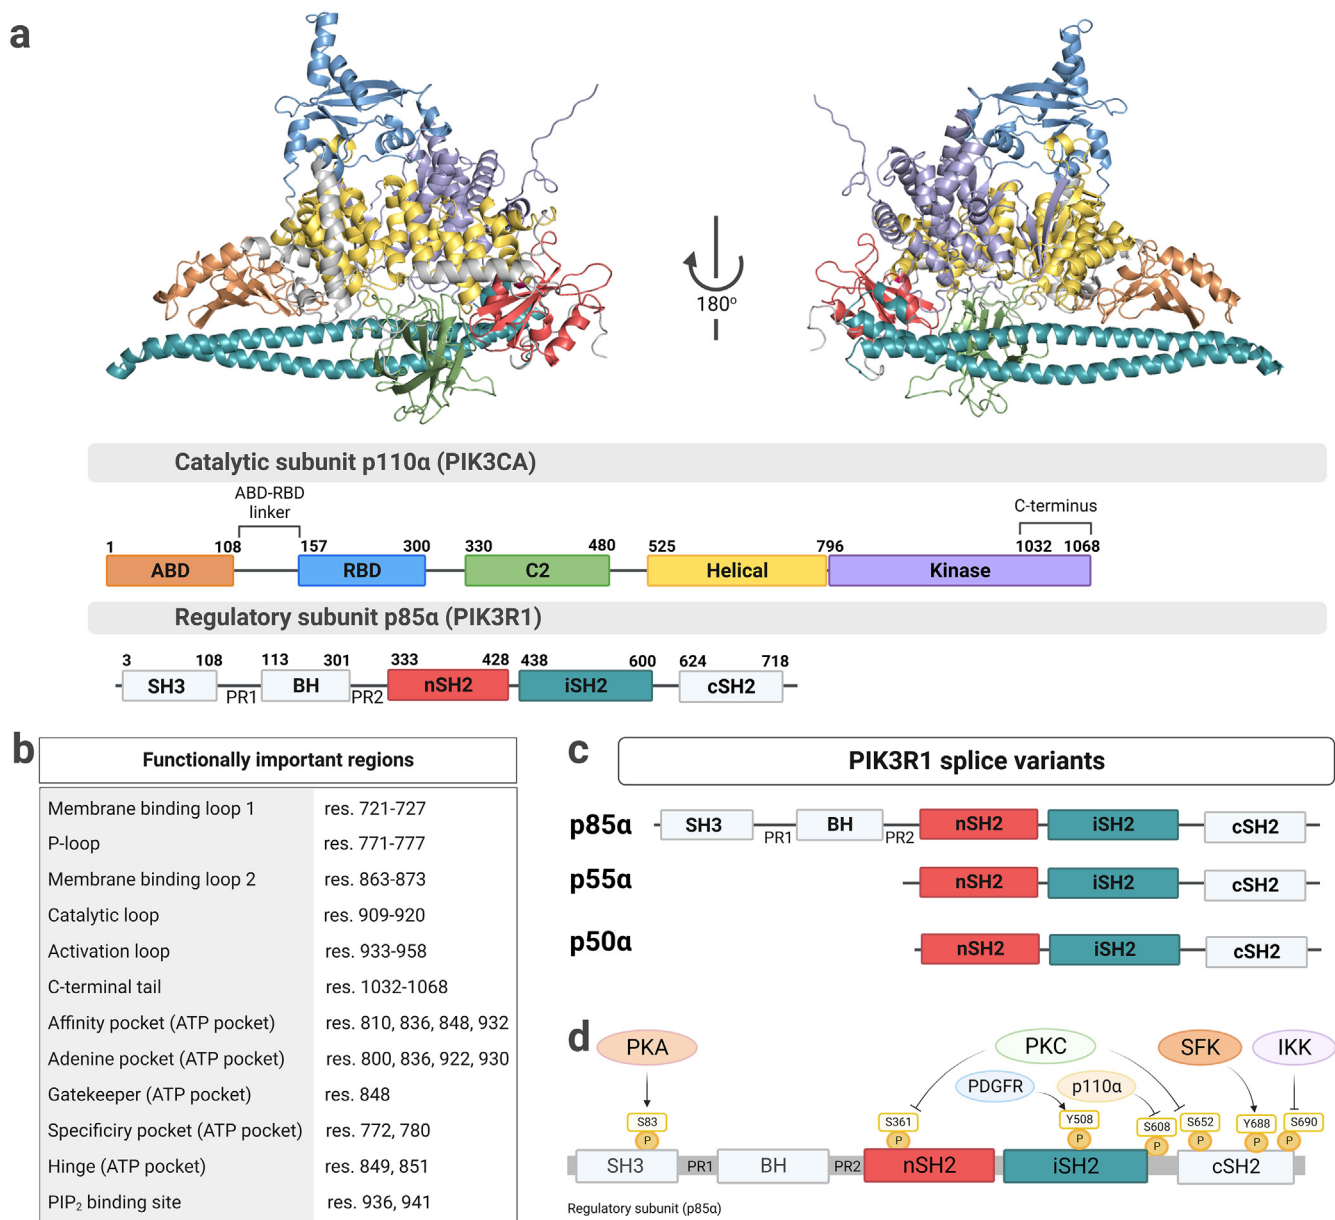 a
180°
Catalytic subunit p110α (PIK3CA)
ABD-RBD
linker
C-terminus
1 108 157 300 330 480 525 796 1032 1068
ABD RBD C2 Helical Kinase
Regulatory subunit p85α (PIK3R1)
3 108 113 301 333 428 438 600 624 718
SH3 PR1 BH PR2 nSH2 iSH2 cSH2
b
Functionally important regions
Membrane binding loop 1 res. 721-727
P-loop res. 771-777
Membrane binding loop 2 res. 863-873
Catalytic loop res. 909-920
Activation loop res. 933-958
C-terminal tail res. 1032-1068
Affinity pocket (ATP pocket) res. 810, 836, 848, 932
Adenine pocket (ATP pocket) res. 800, 836, 922, 930
Gatekeeper (ATP pocket) res. 848
Specificiry pocket (ATP pocket) res. 772, 780
Hinge (ATP pocket) res. 849, 851
PIP₂ binding site res. 936, 941
c
PIK3R1 splice variants
p85α SH3 PR1 BH PR2 nSH2 iSH2 cSH2
p55α nSH2 iSH2 cSH2
p50α nSH2 iSH2 cSH2
d
PKA PKC SFK IKK
PDGFR p110α
S83 S361 Y508 S608 S652 Y688 S690
P P P P P P P
SH3 PR1 BH PR2 nSH2 iSH2 cSH2
Regulatory subunit (p85α)